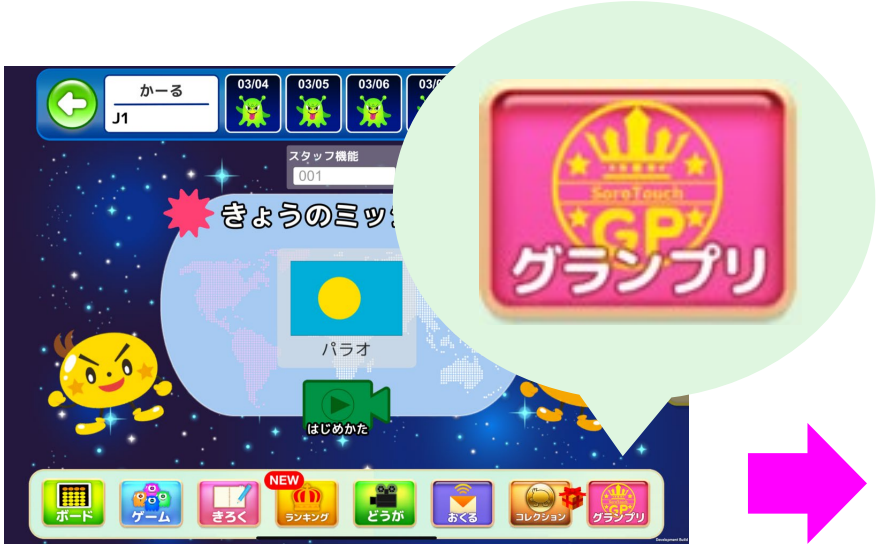 かーる
J1
03/04
03/05
03/06
スタッフ機能
001
きょうのミッ
パラオ
はじめかた
SoroTouch
GP
グランプリ
NEW
ボード
ゲーム
きろく
ランキング
どうが
おくる
コレクション
GP
グランプリ
Development Build